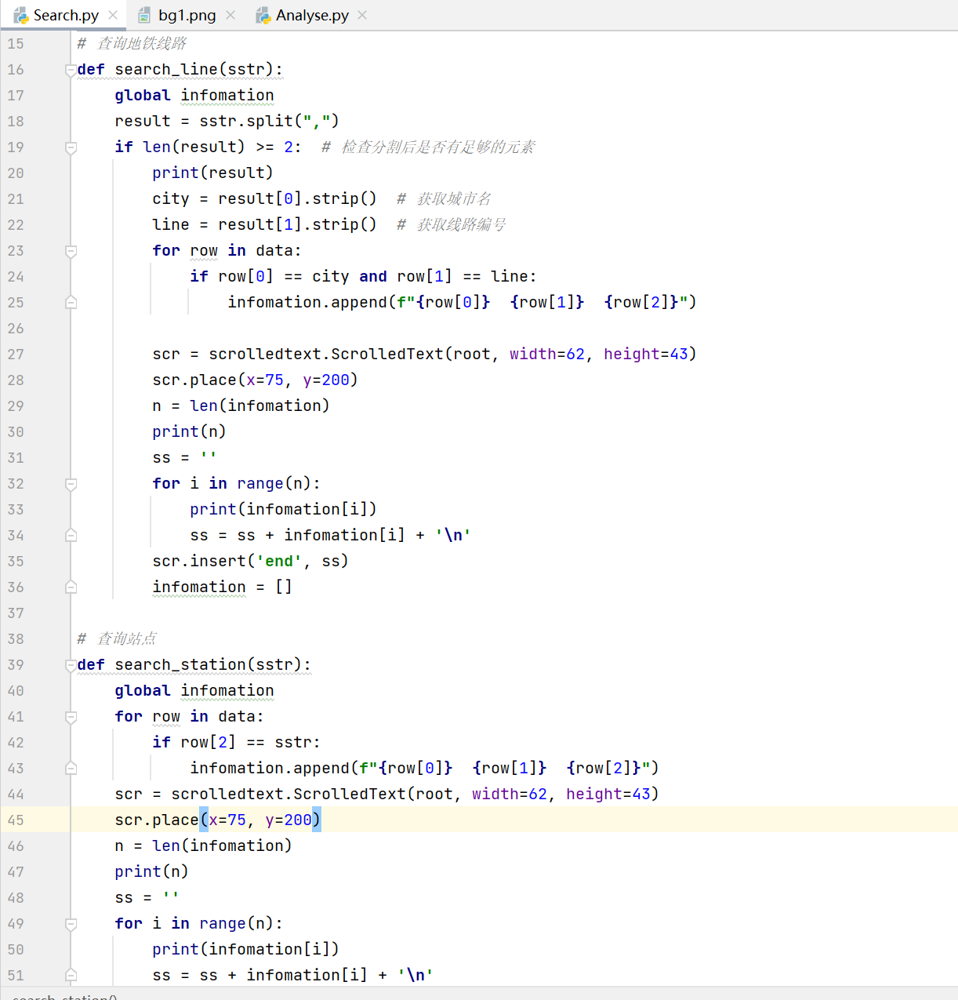 Search.py bg1.png Analyse.py
15 # 查询地铁线路
16 def search_line(sstr):
17     global infomation
18     result = sstr.split(",")
19     if len(result) >= 2:  # 检查分割后是否有足够的元素
20         print(result)
21         city = result[0].strip()  # 获取城市名
22         line = result[1].strip()  # 获取线路编号
23         for row in data:
24             if row[0] == city and row[1] == line:
25                 infomation.append(f"{row[0]}  {row[1]}  {row[2]}")
26
27         scr = scrolledtext.ScrolledText(root, width=62, height=43)
28         scr.place(x=75, y=200)
29         n = len(infomation)
30         print(n)
31         ss = ''
32         for i in range(n):
33             print(infomation[i])
34             ss = ss + infomation[i] + '\n'
35         scr.insert('end', ss)
36         infomation = []
37
38 # 查询站点
39 def search_station(sstr):
40     global infomation
41     for row in data:
42         if row[2] == sstr:
43             infomation.append(f"{row[0]}  {row[1]}  {row[2]}")
44     scr = scrolledtext.ScrolledText(root, width=62, height=43)
45     scr.place(x=75, y=200)
46     n = len(infomation)
47     print(n)
48     ss = ''
49     for i in range(n):
50         print(infomation[i])
51         ss = ss + infomation[i] + '\n'
search_station()